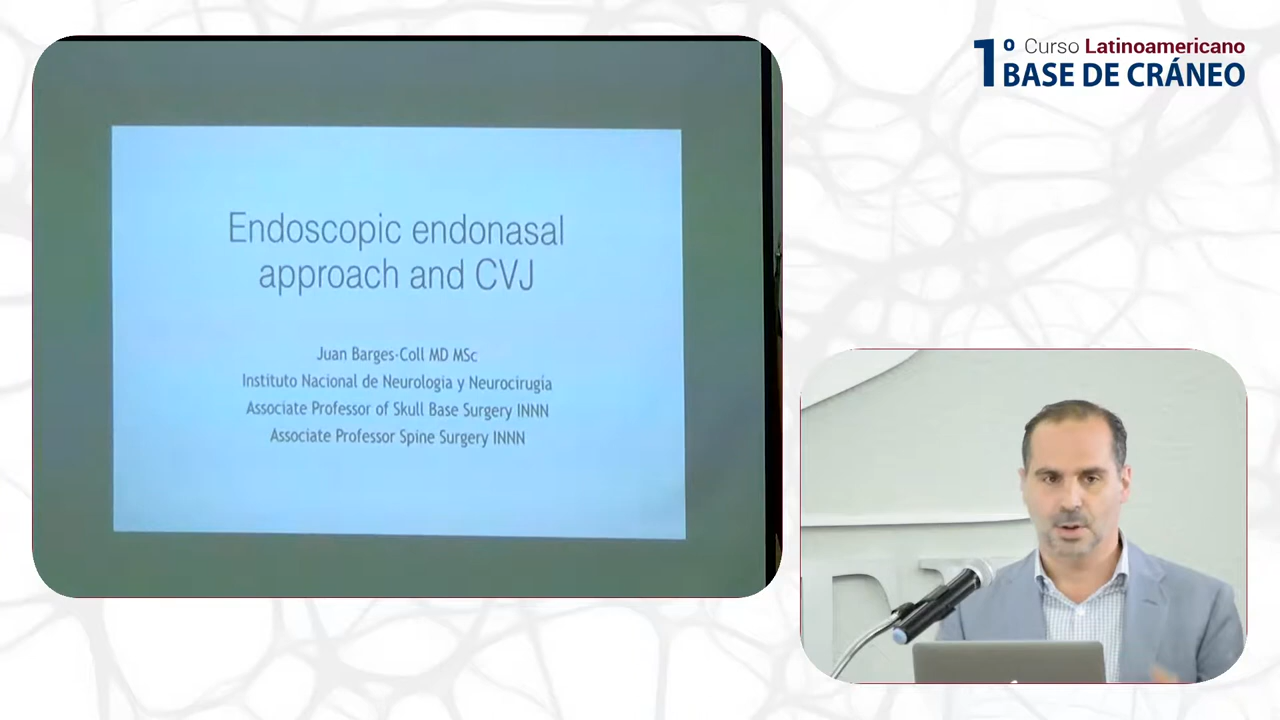 1º Curso Latinoamericano
BASE DE CRÁNEO
Endoscopic endonasal
approach and CVJ
Juan Barges-Coll MD MSc
Instituto Nacional de Neurologia y Neurocirugía
Associate Professor of Skull Base Surgery INNN
Associate Professor Spine Surgery INNN